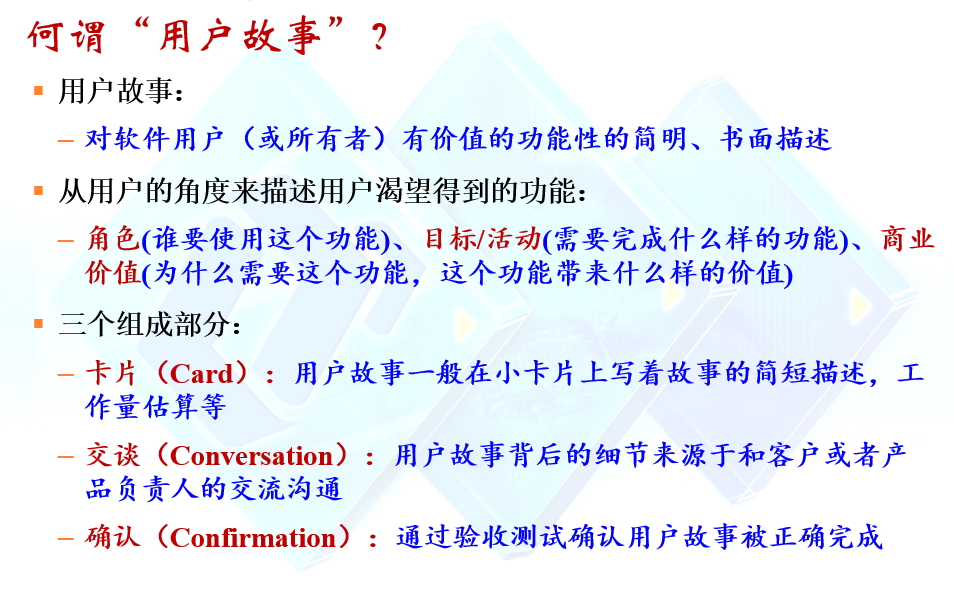 何谓“用户故事”?
▪ 用户故事:
– 对软件用户（或所有者）有价值的功能性的简明、书面描述
▪ 从用户的角度来描述用户渴望得到的功能:
– 角色(谁要使用这个功能)、目标/活动(需要完成什么样的功能)、商业
价值(为什么需要这个功能，这个功能带来什么样的价值)
▪ 三个组成部分:
– 卡片（Card）：用户故事一般在小卡片上写着故事的简短描述，工
作量估算等
– 交谈（Conversation）：用户故事背后的细节来源于和客户或者产
品负责人的交流沟通
– 确认（Confirmation）：通过验收测试确认用户故事被正确完成